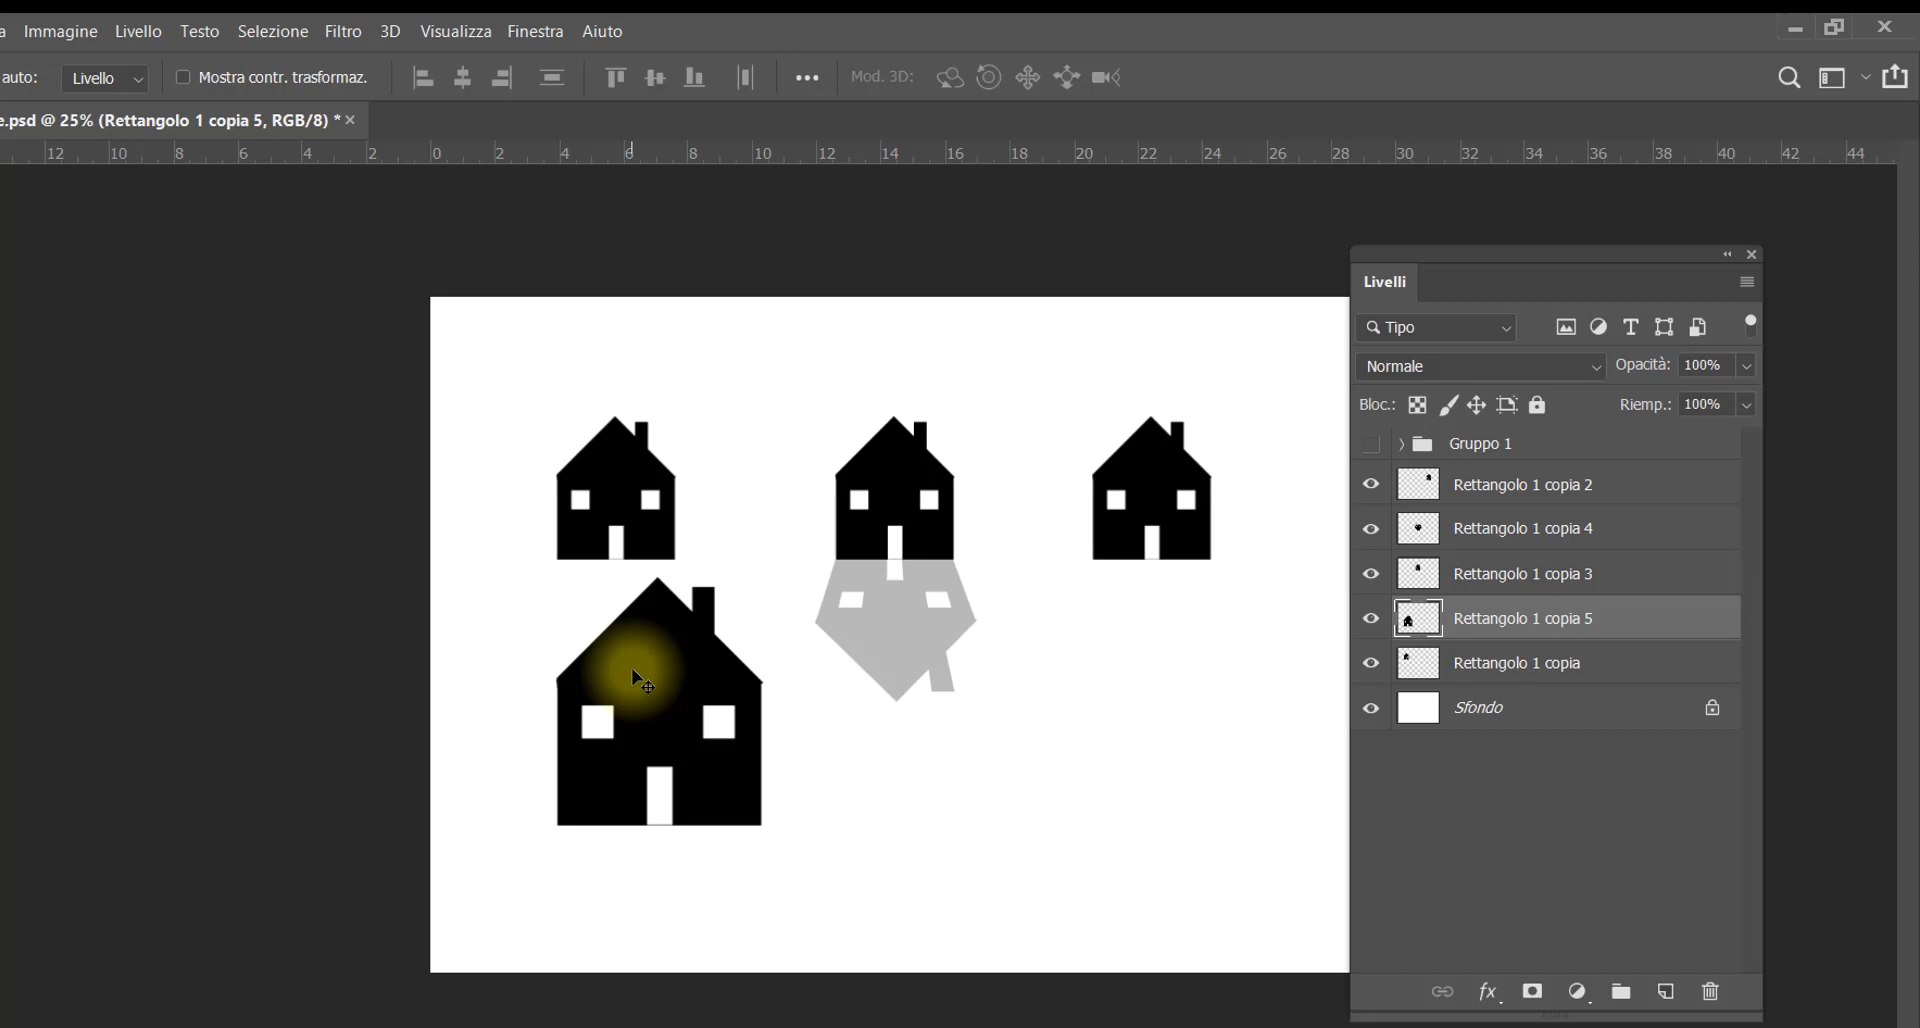 a Immagine Livello Testo Selezione Filtro 3D Visualizza Finestra Aiuto
auto: Livello Mostra contr. trasformaz. ••• Mod. 3D:
e.psd @ 25% (Rettangolo 1 copia 5, RGB/8) * ×
12 10 8 6 4 2 0 2 4 6 8 10 12 14 16 18 20 22 24 26 28 30 32 34 36 38 40 42 44
Livelli
Tipo
Normale Opacità: 100%
Bloc.: Riemp.: 100%
Gruppo 1
Rettangolo 1 copia 2
Rettangolo 1 copia 4
Rettangolo 1 copia 3
Rettangolo 1 copia 5
Rettangolo 1 copia
Sfondo
fx